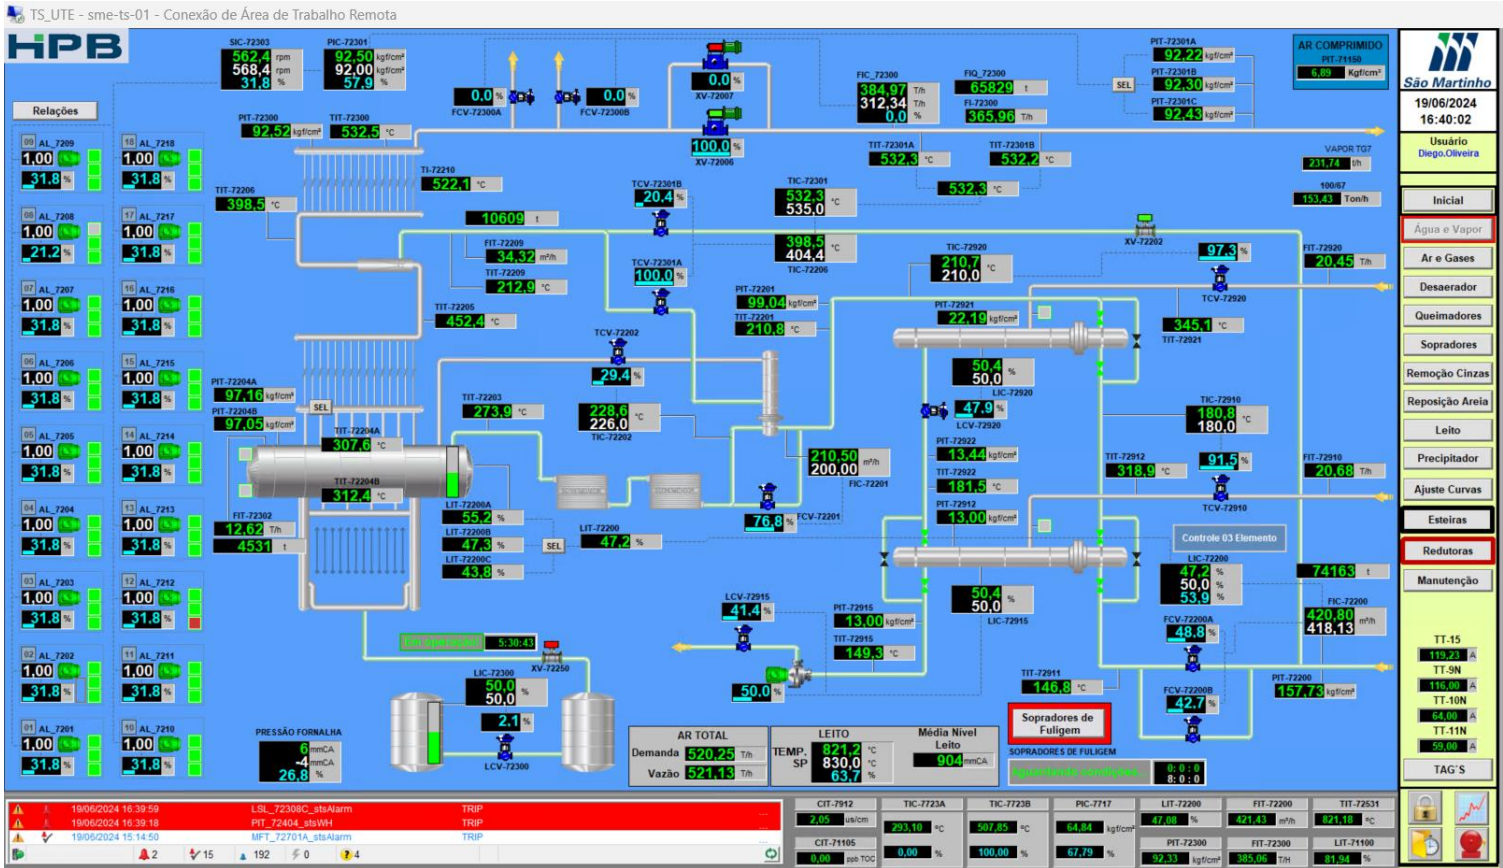 TS_UTE - sme-ts-01 - Conexão de Área de Trabalho Remota
HPB
SIC-72303
562,4 rpm
568,4 rpm
31,8 %
PIC-72301
92,50 kgf/cm²
92,00 kgf/cm²
57,9 %
0,0 %
FCV-72300A
0,0 %
FCV-72300B
0,0 %
XV-72007
100,0 %
XV-72006
FIC_72300
384,97 T/h
312,34 T/h
0,0 %
FIQ_72300
65829 t
FI-72300
365,96 T/h
SEL
PIT-72301A
92,22 kgf/cm²
PIT-72301B
92,30 kgf/cm²
PIT-72301C
92,43 kgf/cm²
AR COMPRIMIDO
PIT-71150
6,89 Kgf/cm²
São Martinho
19/06/2024
16:40:02
Usuário
Diego.Oliveira
Relações
PIT-72300
92,52 kgf/cm²
TIT-72300
532,5 °C
TI-72210
522,1 °C
TIT-72206
398,5 °C
TIT-72301A
532,3 °C
TIT-72301B
532,2 °C
532,3 °C
VAPOR TG7
231,74 t/h
100/67
153,43 Ton/h
09 AL_7209
1,00
31.8 %
18 AL_7218
1,00
31.8 %
08 AL_7208
1,00
21.2 %
17 AL_7217
1,00
31.8 %
07 AL_7207
1,00
31.8 %
16 AL_7216
1,00
31.8 %
06 AL_7206
1,00
31.8 %
15 AL_7215
1,00
31.8 %
05 AL_7205
1,00
31.8 %
14 AL_7214
1,00
31.8 %
04 AL_7204
1,00
31.8 %
13 AL_7213
1,00
31.8 %
03 AL_7203
1,00
31.8 %
12 AL_7212
1,00
31.8 %
02 AL_7202
1,00
31.8 %
11 AL_7211
1,00
31.8 %
01 AL_7201
1,00
31.8 %
10 AL_7210
1,00
31.8 %
10609 t
FIT-72209
34,32 m³/h
TIT-72209
212,9 °C
TIT-72205
452,4 °C
TCV-72301B
20,4 %
TCV-72301A
100,0 %
TIC-72301
532,3
535,0 °C
398,5
404,4 °C
TIC-72206
XV-72202
TIC-72920
210,7
210,0 °C
97,3 %
TCV-72920
FIT-72920
20,45 T/h
345,1 °C
TIT-72921
PIT-72201
99,04 kgf/cm²
TIT-72201
210,8 °C
PIT-72921
22,19 kgf/cm²
50,4
50,0 %
LIC-72920
47,9 %
LCV-72920
TCV-72202
29,4 %
228,6
226,0 °C
TIC-72202
TIT-72203
273,9 °C
PIT-72204A
97,16 kgf/cm²
PIT-72204B
97,05 kgf/cm²
SEL
TIT-72204A
307,6 °C
TIT-72204B
312,4 °C
FIT-72302
12,62 T/h
4531 t
ECONOMIZADOR
ECONOMIZADOR
210,50
200,00 m³/h
FIC-72201
76,8 %
FCV-72201
LIT-72200A
55,2 %
LIT-72200B
47,3 %
LIT-72200C
43,8 %
SEL
LIT-72200
47,2 %
PIT-72922
13,44 kgf/cm²
TIT-72922
181,5 °C
PIT-72912
13,00 kgf/cm²
TIC-72910
180,8
180,0 °C
TIT-72912
318,9 °C
91,5 %
TCV-72910
FIT-72910
20,68 T/h
Controle 03 Elemento
50,4
50,0 %
LIC-72915
LIC-72200
47,2 %
50,0 %
53,9 %
74163 t
FIC-72200
420,80
418,13 m³/h
FCV-72200A
48,8 %
FCV-72200B
42,7 %
PIT-72200
157,73 kgf/cm²
TIT-72911
146,8 °C
LCV-72915
41,4 %
PIT-72915
13,00 kgf/cm²
TIT-72915
149,3 °C
50.0 %
5:30:43
XV-72250
LIC-72300
50,0
50,0 %
2.1 %
LCV-72300
PRESSÃO FORNALHA
6 mmCA
-4 mmCA
26,8 %
AR TOTAL
Demanda 520,25 T/h
Vazão 521,13 T/h
LEITO
TEMP. 821,2 °C
SP 830,0 °C
63,7 %
Média Nível
Leito
904 mmCA
Sopradores de
Fuligem
SOPRADORES DE FULIGEM
Aguardando condições...
0: 0 : 0
8: 0 : 0
Inicial
Água e Vapor
Ar e Gases
Desaerador
Queimadores
Sopradores
Remoção Cinzas
Reposição Areia
Leito
Precipitador
Ajuste Curvas
Esteiras
Redutoras
Manutenção
TT-15
119,23 A
TT-9N
116,00 A
TT-10N
64,00 A
TT-11N
59,00 A
TAG´S
19/06/2024 16:39:59 LSL_72308C_stsAlarm TRIP
19/06/2024 16:39:18 PIT_72404_stsWH TRIP
19/06/2024 15:14:50 MFT_72701A_stsAlarm TRIP
2 15 192 0 4
CIT-7912
2,05 us/cm
CIT-71105
0,00 ppb TOC
TIC-7723A
293,10 °C
0,00 %
TIC-7723B
507,85 °C
100,00 %
PIC-7717
64,84 kgf/cm²
67,79 %
LIT-72200
47,08 %
PIT-72300
92,33 kgf/cm²
FIT-72200
421,43 m³/h
FIT-72300
385,06 T/H
TIT-72531
821,18 °C
LIT-71100
81,94 %